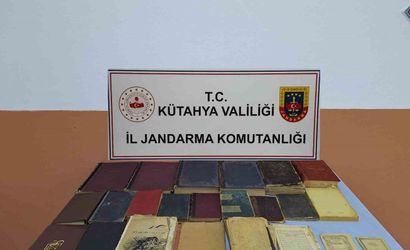 T.C.
KÜTAHYA VALİLİĞİ
İL JANDARMA KOMUTANLIĞI